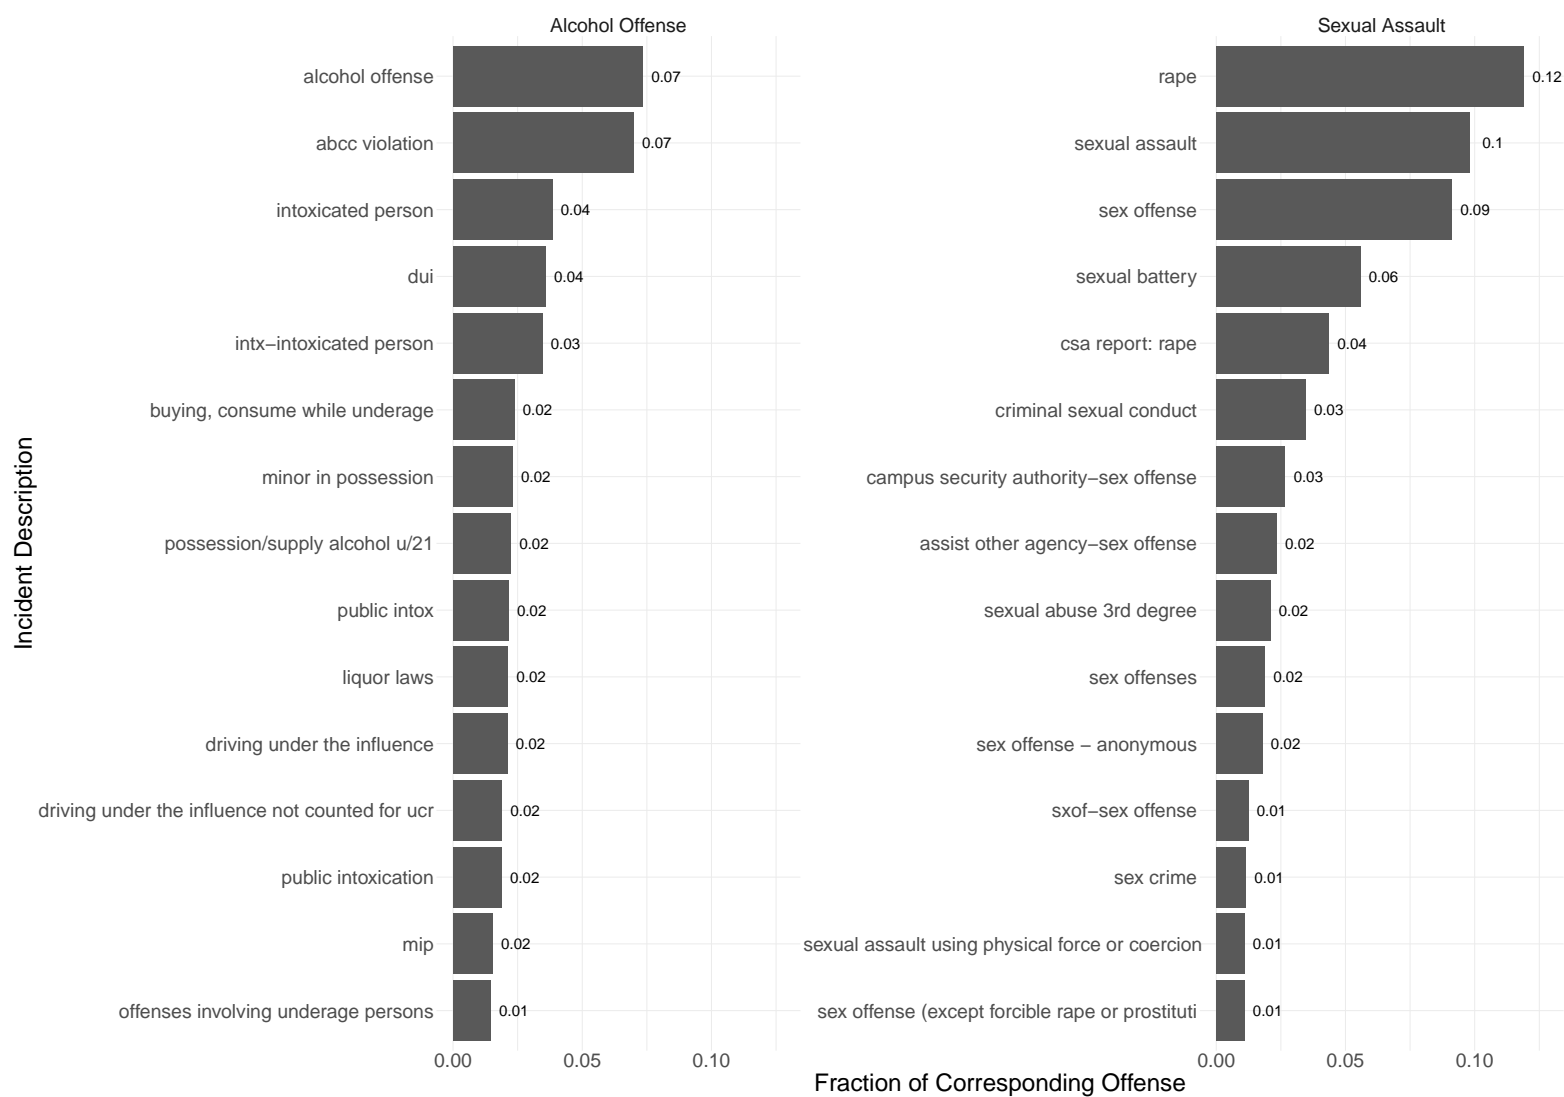 Alcohol Offense
alcohol offense 0.07
abcc violation 0.07
intoxicated person 0.04
dui 0.04
intx−intoxicated person 0.03
buying, consume while underage 0.02
minor in possession 0.02
possession/supply alcohol u/21 0.02
public intox 0.02
liquor laws 0.02
driving under the influence 0.02
driving under the influence not counted for ucr 0.02
public intoxication 0.02
mip 0.02
offenses involving underage persons 0.01
0.00 0.05 0.10
Sexual Assault
rape 0.12
sexual assault 0.1
sex offense 0.09
sexual battery 0.06
csa report: rape 0.04
criminal sexual conduct 0.03
campus security authority−sex offense 0.03
assist other agency−sex offense 0.02
sexual abuse 3rd degree 0.02
sex offenses 0.02
sex offense − anonymous 0.02
sxof−sex offense 0.01
sex crime 0.01
sexual assault using physical force or coercion 0.01
sex offense (except forcible rape or prostituti 0.01
0.00 0.05 0.10
Incident Description
Fraction of Corresponding Offense